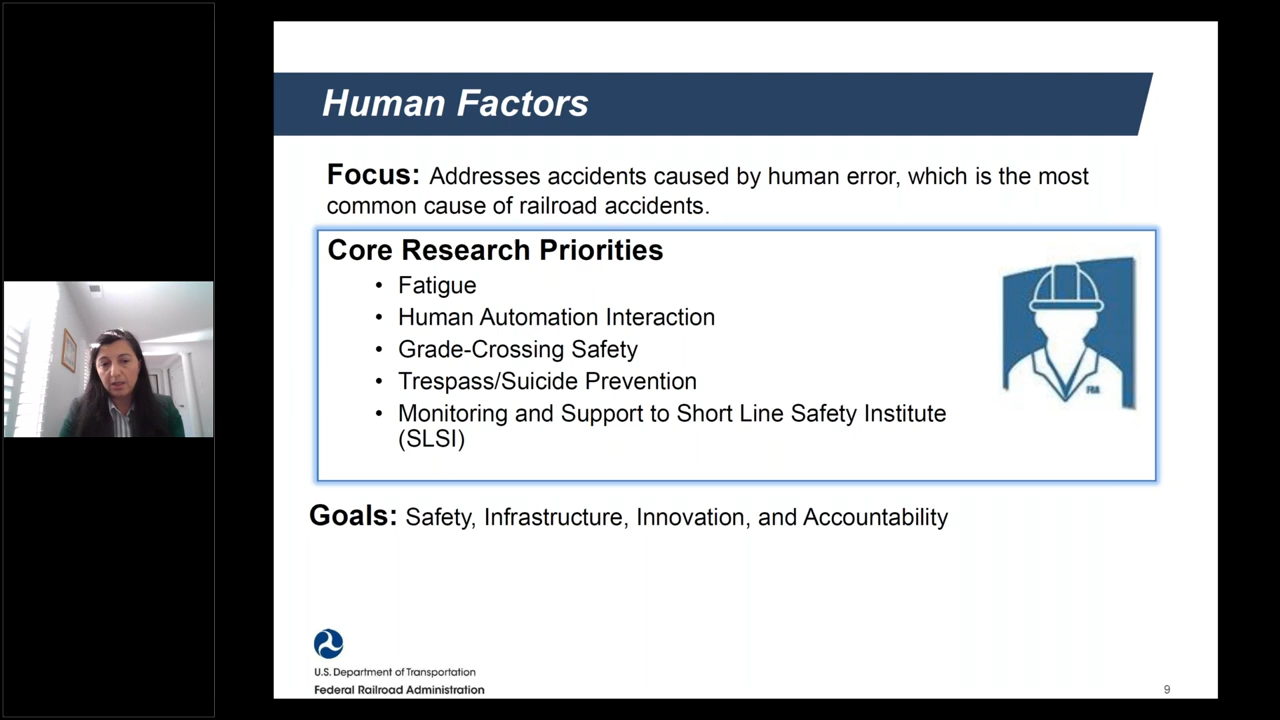 Human Factors
Focus: Addresses accidents caused by human error, which is the most
common cause of railroad accidents.
Core Research Priorities
• Fatigue
• Human Automation Interaction
• Grade-Crossing Safety
• Trespass/Suicide Prevention
• Monitoring and Support to Short Line Safety Institute
(SLSI)
FRA
Goals: Safety, Infrastructure, Innovation, and Accountability
U.S. Department of Transportation
Federal Railroad Administration
9